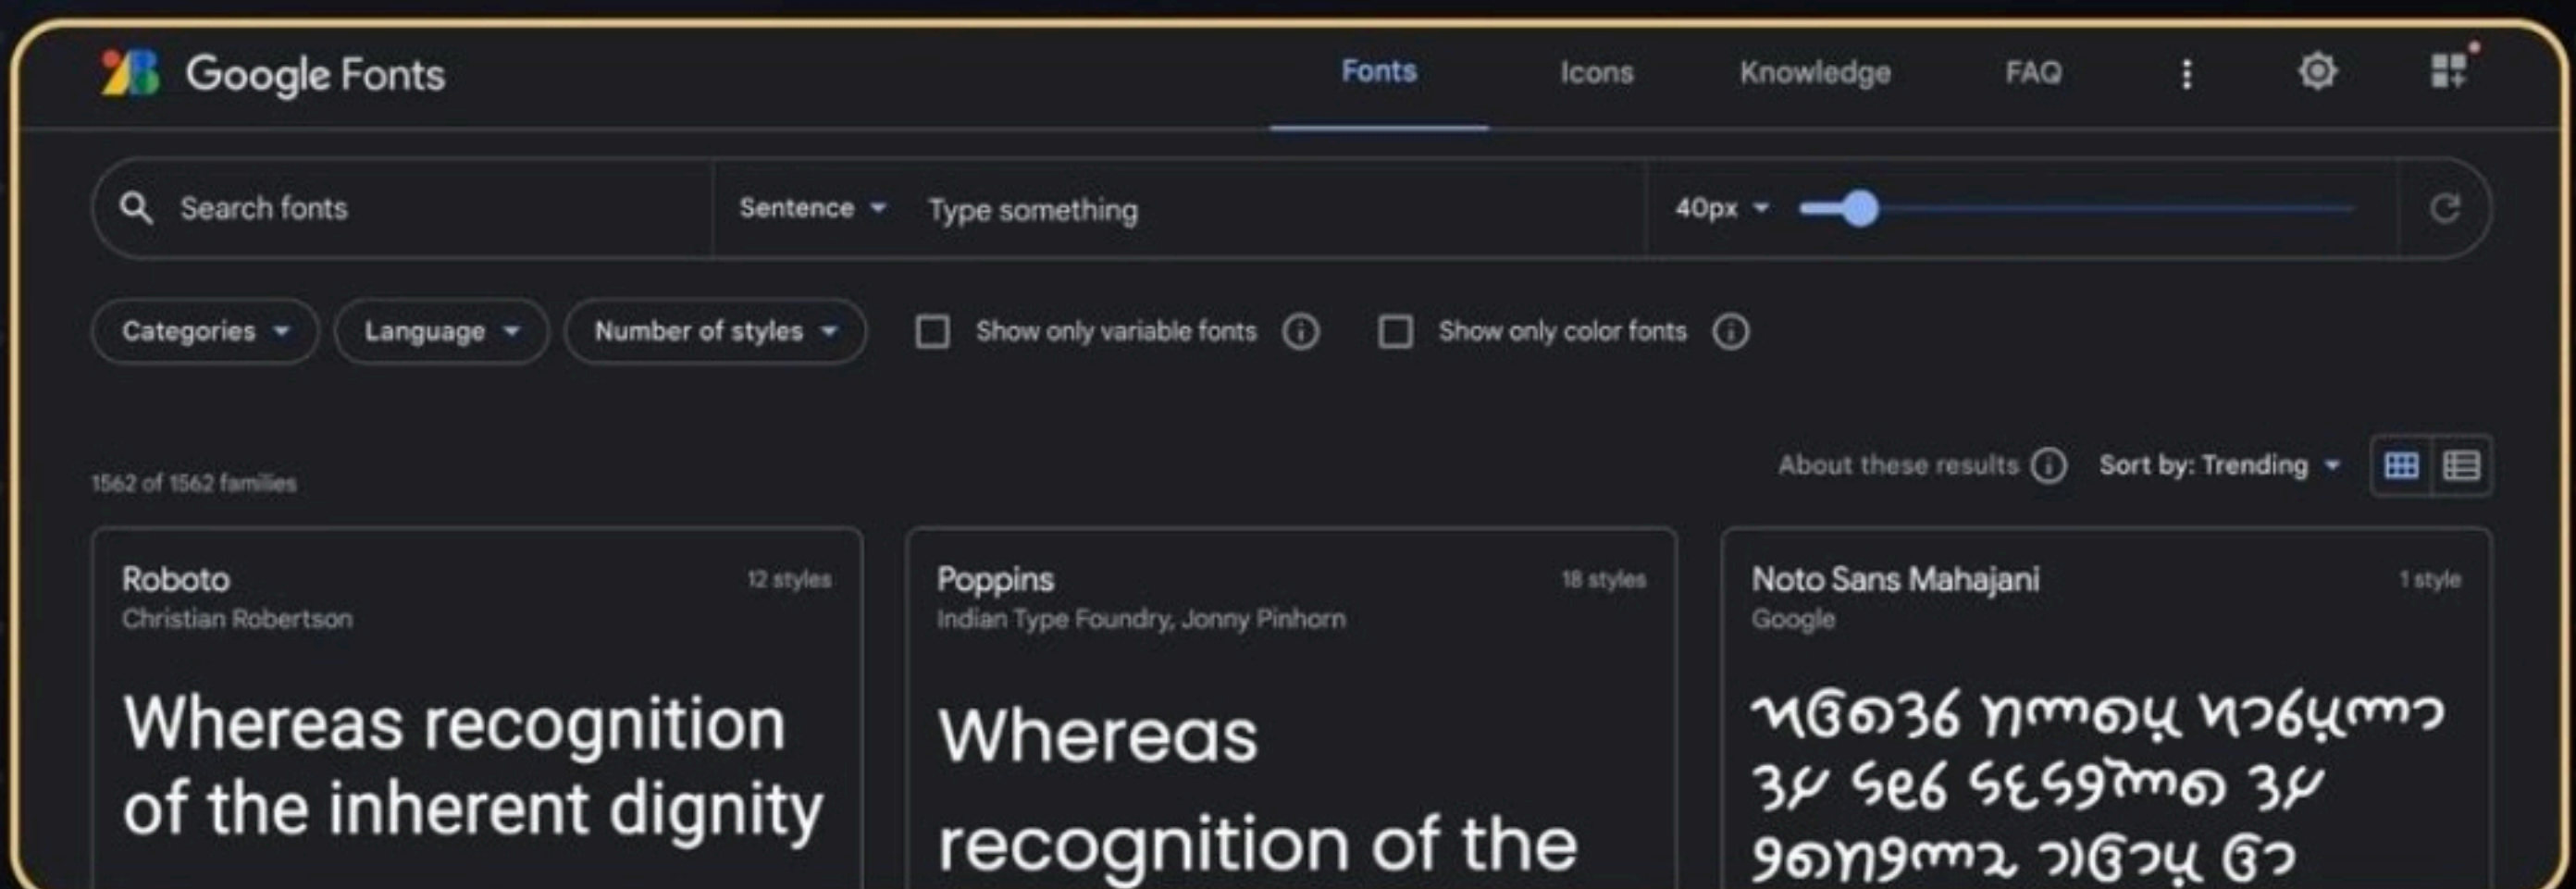 Google Fonts
Fonts Icons Knowledge FAQ
Search fonts Sentence Type something 40px
Categories Language Number of styles Show only variable fonts Show only color fonts
1562 of 1562 families About these results Sort by: Trending
Roboto 12 styles
Christian Robertson
Whereas recognition
of the inherent dignity
Poppins 18 styles
Indian Type Foundry, Jonny Pinhorn
Whereas
recognition of the
Noto Sans Mahajani 1 style
Google